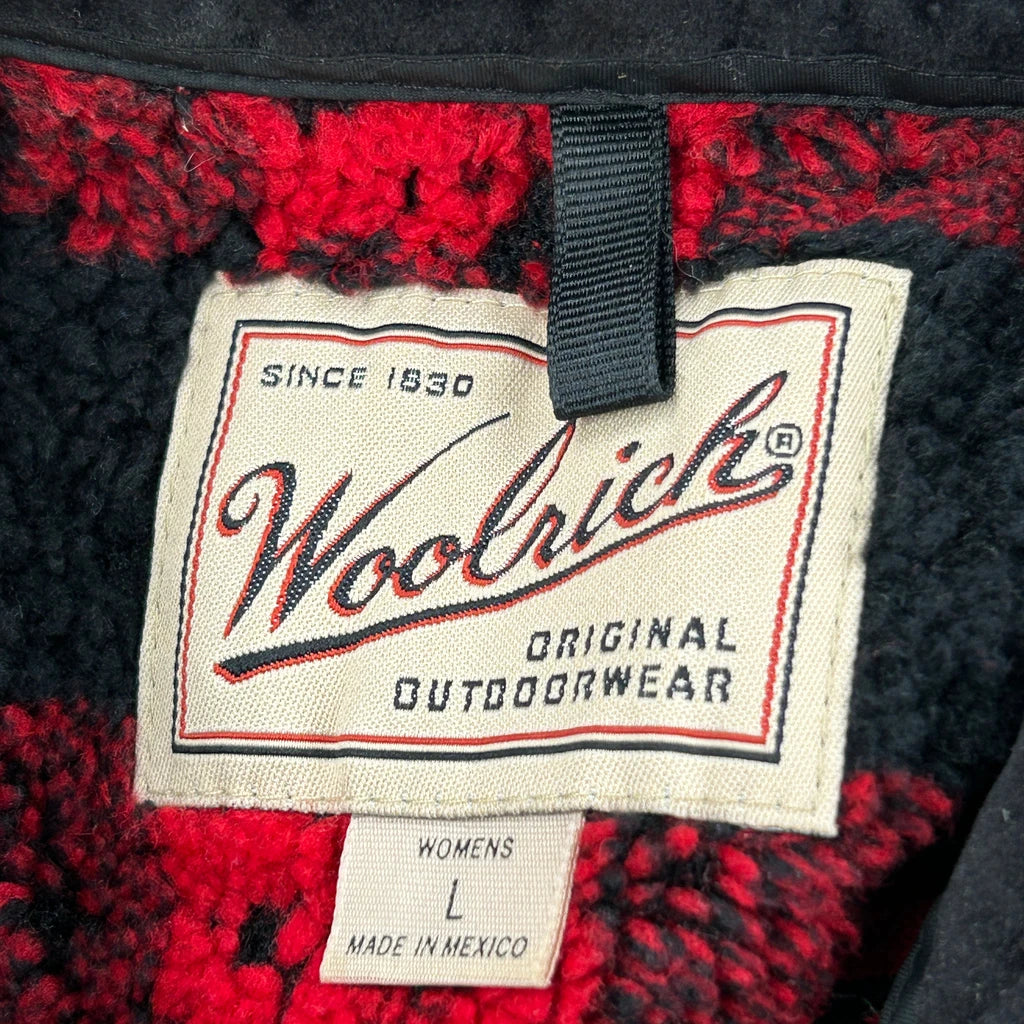 SINCE 1830
Woolrich®
ORIGINAL
OUTDOORWEAR
WOMENS
L
MADE IN MEXICO